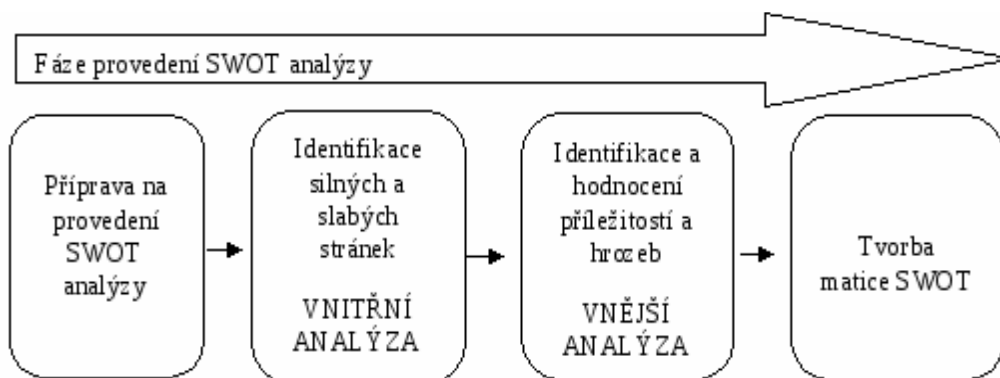 Fáze provedení SWOT analýzy
Příprava na
provedení
SWOT
analýzy
Identifikace
silných a
slabých
stránek
VNITŘNÍ
ANALÝZA
Identifikace a
hodnocení
příležitostí a
hrozeb
VNĚJŠÍ
ANALÝZA
Tvorba
matice SWOT